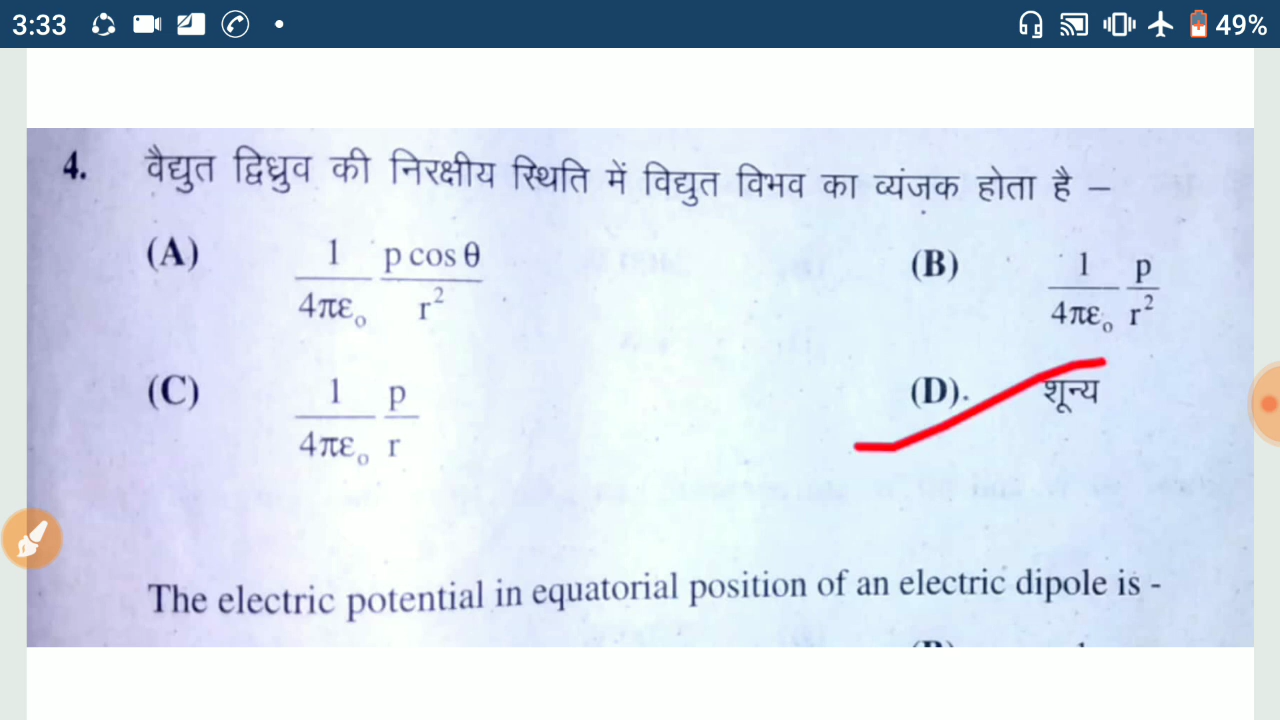 3:33 49%
4. वैद्युत द्विध्रुव की निरक्षीय स्थिति में विद्युत विभव का व्यंजक होता है –
(A) 1/4πε₀ p cos θ/r² (B) 1/4πε₀ p/r²
(C) 1/4πε₀ p/r (D). शून्य
The electric potential in equatorial position of an electric dipole is -